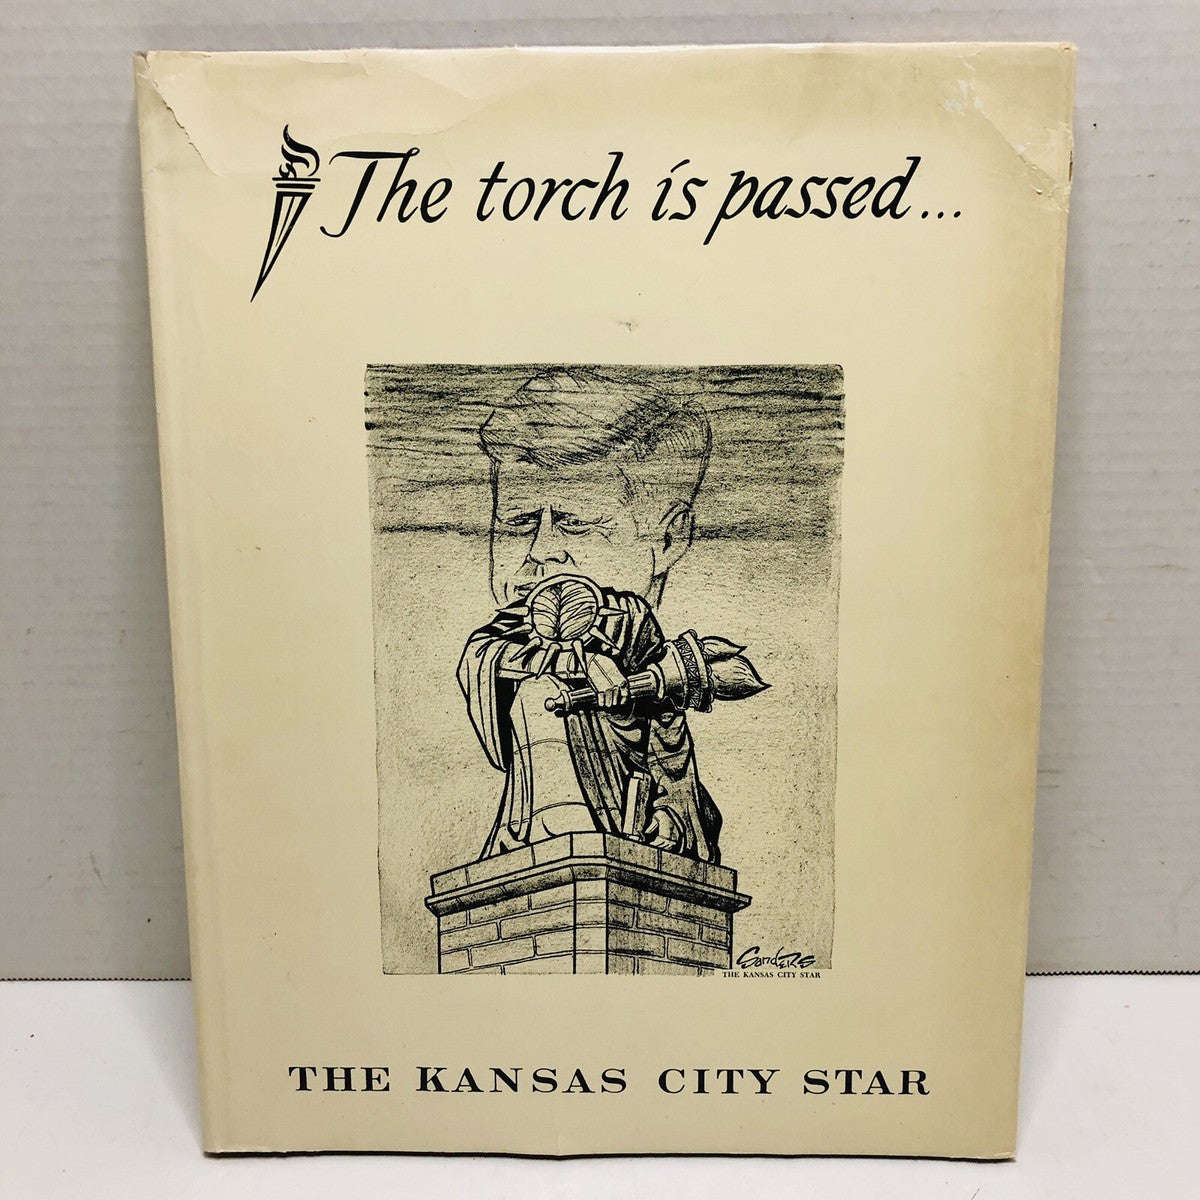 The torch is passed...
Sanders
THE KANSAS CITY STAR
THE KANSAS CITY STAR